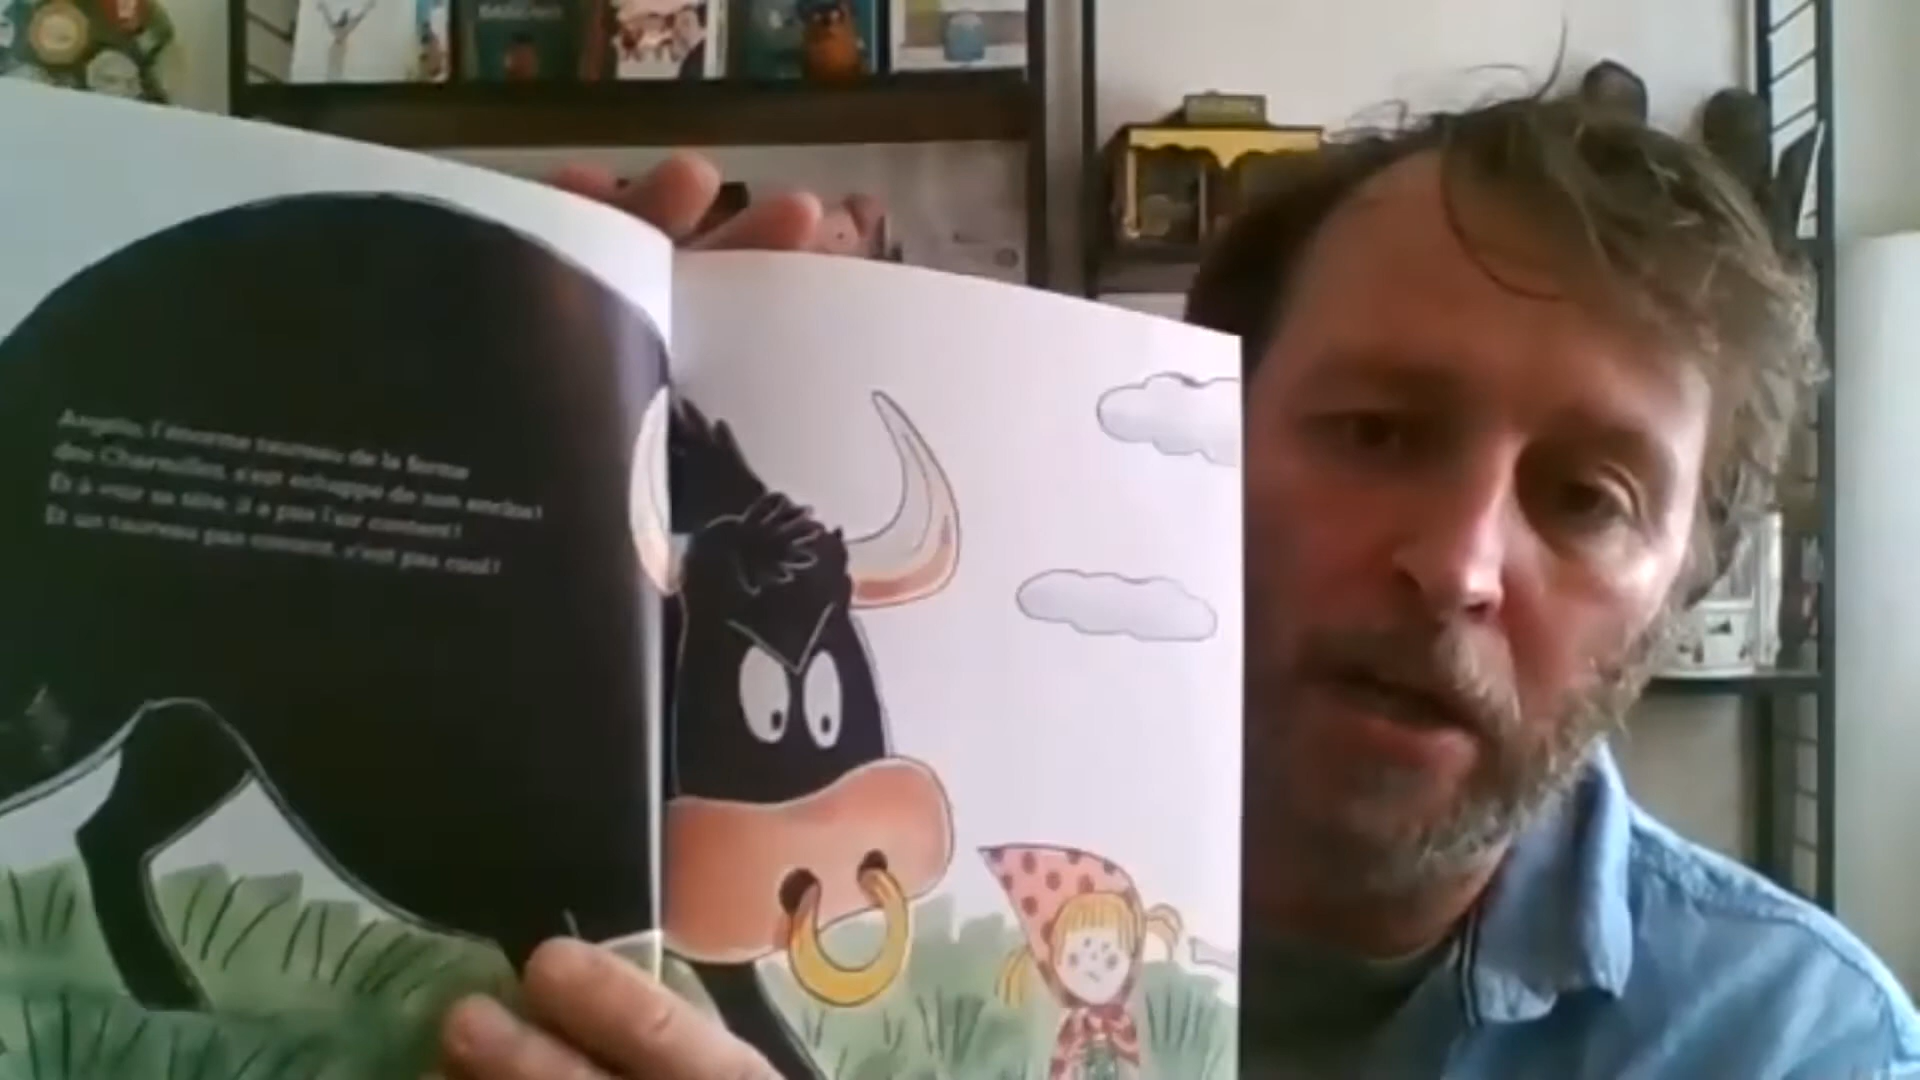 Angelo, l'énorme taureau de la ferme
des Charmilles, s'est échappé de son enclos!
Et à voir sa tête, il a pas l'air content!
Et un taureau pas content, c'est pas cool!